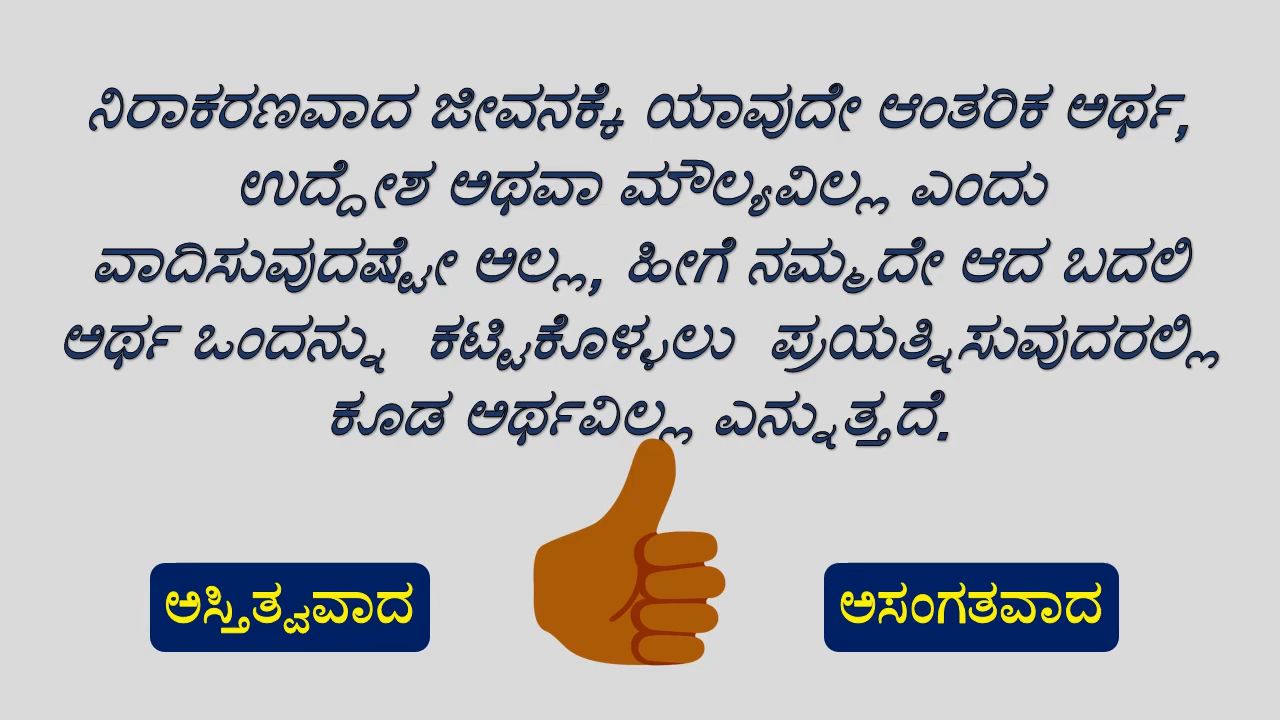 ನಿರಾಕರಣವಾದ ಜೀವನಕ್ಕೆ ಯಾವುದೇ ಆಂತರಿಕ ಅರ್ಥ,
ಉದ್ದೇಶ ಅಥವಾ ಮೌಲ್ಯವಿಲ್ಲ ಎಂದು
ವಾದಿಸುವುದಷ್ಟೇ ಅಲ್ಲ, ಹೀಗೆ ನಮ್ಮದೇ ಆದ ಬದಲಿ
ಅರ್ಥ ಒಂದನ್ನು ಕಟ್ಟಿಕೊಳ್ಳಲು ಪ್ರಯತ್ನಿಸುವುದರಲ್ಲಿ
ಕೂಡ ಅರ್ಥವಿಲ್ಲ ಎನ್ನುತ್ತದೆ.
ಅಸ್ತಿತ್ವವಾದ
ಅಸಂಗತವಾದ